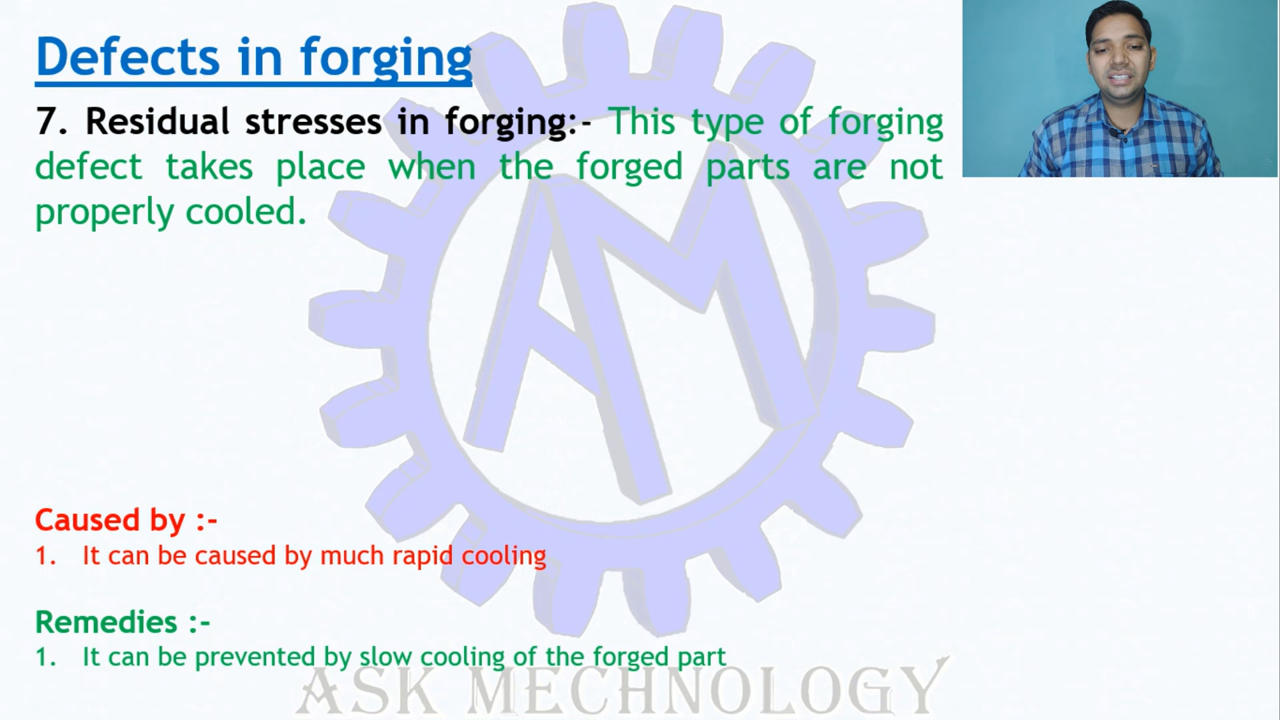 Defects in forging
7. Residual stresses in forging:- This type of forging
defect takes place when the forged parts are not
properly cooled.
AM
Caused by :-
1. It can be caused by much rapid cooling
Remedies :-
1. It can be prevented by slow cooling of the forged part
ASK MECHNOLOGY